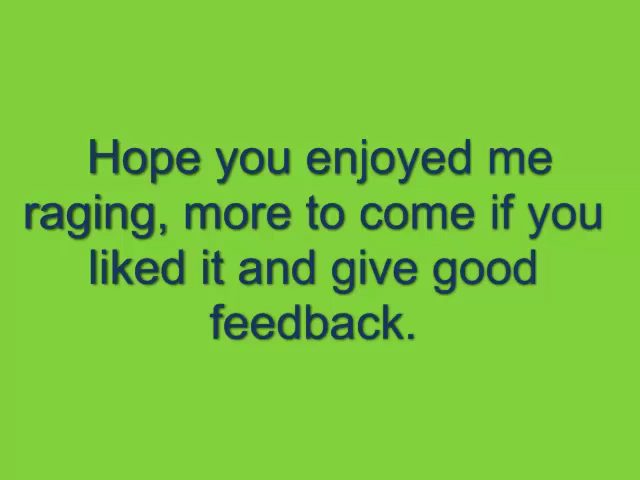 Hope you enjoyed me
raging, more to come if you
liked it and give good
feedback.